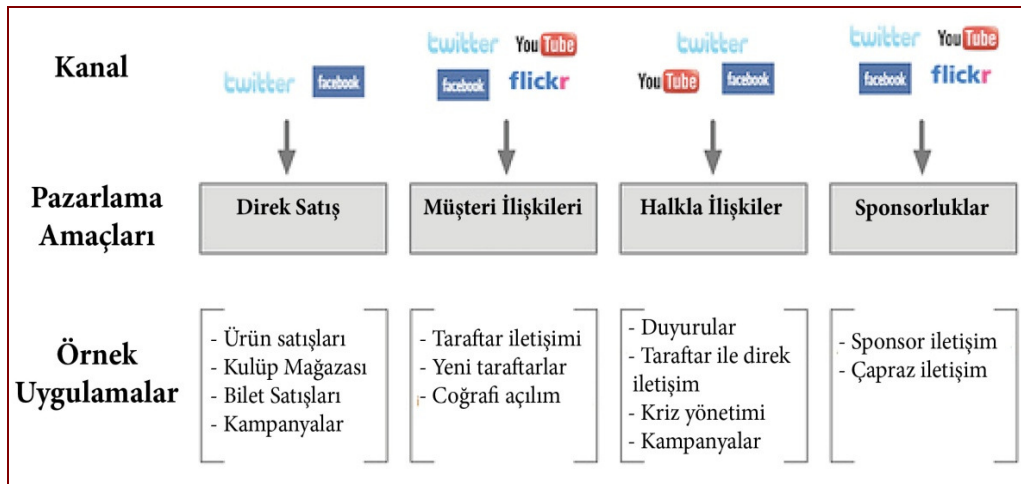 Kanal
twitter facebook
twitter YouTube
facebook flickr
twitter
YouTube facebook
twitter YouTube
facebook flickr
Pazarlama
Amaçları
Direk Satış
Müşteri İlişkileri
Halkla İlişkiler
Sponsorluklar
Örnek
Uygulamalar
- Ürün satışları
- Kulüp Mağazası
- Bilet Satışları
- Kampanyalar
- Taraftar iletişimi
- Yeni taraftarlar
- Coğrafi açılım
- Duyurular
- Taraftar ile direk
iletişim
- Kriz yönetimi
- Kampanyalar
- Sponsor iletişim
- Çapraz iletişim